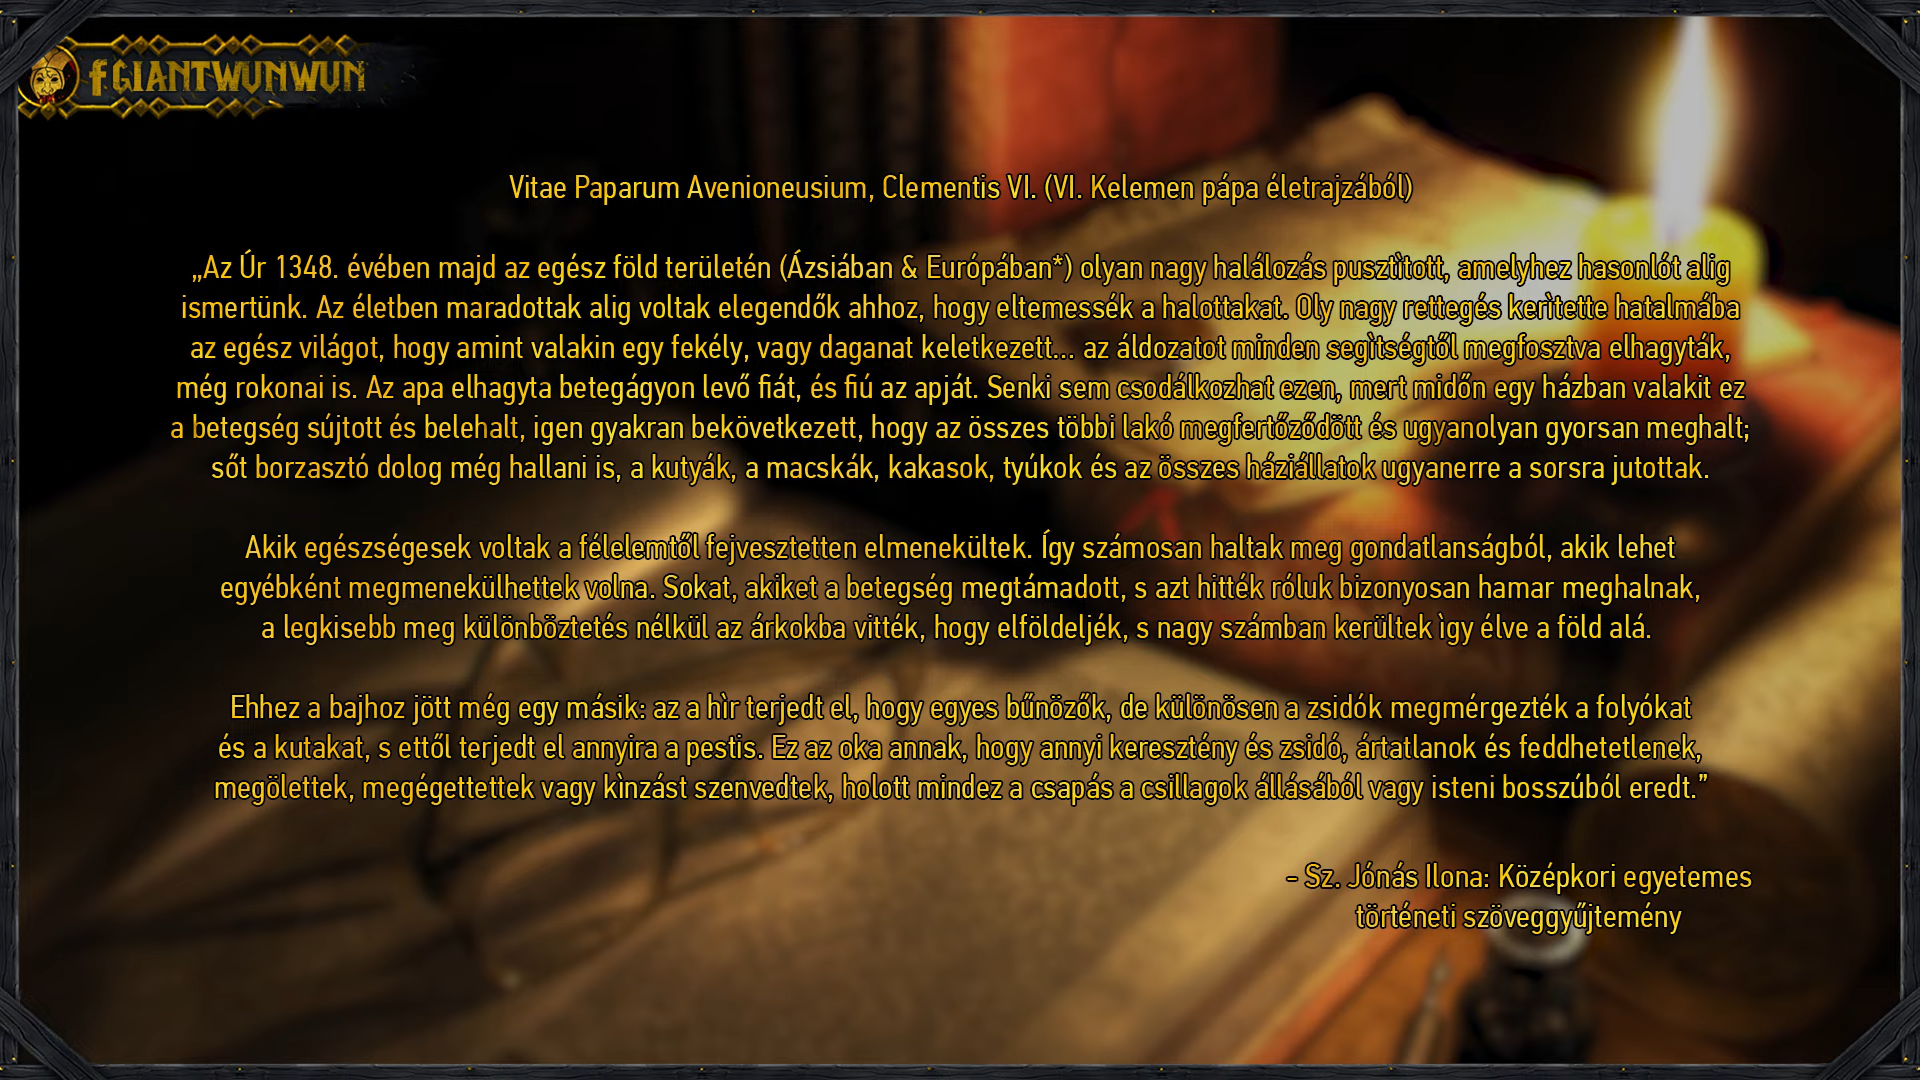 fGIANTWUNWUN
Vitae Paparum Avenioneusium, Clementis VI. (VI. Kelemen pápa életrajzából)
„Az Úr 1348. évében majd az egész föld területén (Ázsiában & Európában*) olyan nagy halálozás pusztìtott, amelyhez hasonlót alig
ismertünk. Az életben maradottak alig voltak elegendők ahhoz, hogy eltemessék a halottakat. Oly nagy rettegés kerìtette hatalmába
az egész világot, hogy amint valakin egy fekély, vagy daganat keletkezett... az áldozatot minden segìtségtől megfosztva elhagyták,
még rokonai is. Az apa elhagyta betegágyon levő fiát, és fiú az apját. Senki sem csodálkozhat ezen, mert midőn egy házban valakit ez
a betegség sújtott és belehalt, igen gyakran bekövetkezett, hogy az összes többi lakó megfertőződött és ugyanolyan gyorsan meghalt;
sőt borzasztó dolog még hallani is, a kutyák, a macskák, kakasok, tyúkok és az összes háziállatok ugyanerre a sorsra jutottak.
Akik egészségesek voltak a félelemtől fejvesztetten elmenekültek. Így számosan haltak meg gondatlanságból, akik lehet
egyébként megmenekülhettek volna. Sokat, akiket a betegség megtámadott, s azt hitték róluk bizonyosan hamar meghalnak,
a legkisebb meg különböztetés nélkül az árkokba vitték, hogy elföldeljék, s nagy számban kerültek ìgy élve a föld alá.
Ehhez a bajhoz jött még egy másik: az a hìr terjedt el, hogy egyes bűnözők, de különösen a zsidók megmérgezték a folyókat
és a kutakat, s ettől terjedt el annyira a pestis. Ez az oka annak, hogy annyi keresztény és zsidó, ártatlanok és feddhetetlenek,
megölettek, megégettettek vagy kìnzást szenvedtek, holott mindez a csapás a csillagok állásából vagy isteni bosszúból eredt.”
- Sz. Jónás Ilona: Középkori egyetemes
történeti szöveggyűjtemény